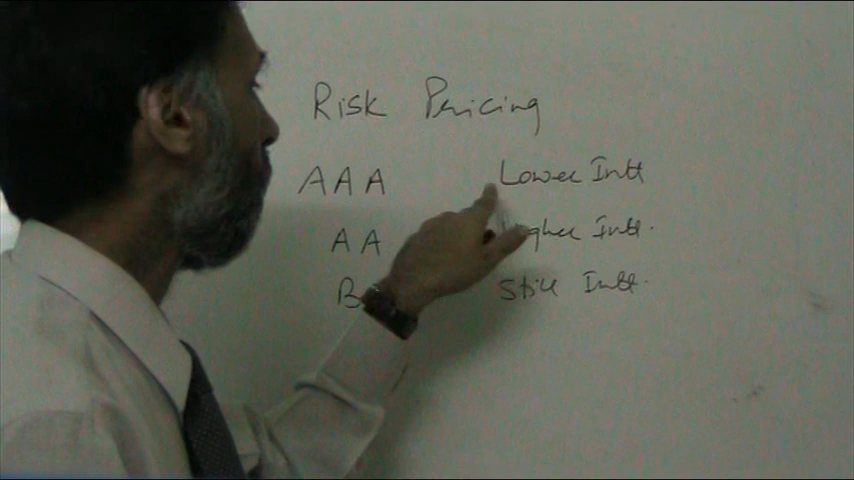 Risk Pricing
AAA Lower Intt
AA Intt.
B Still Intt.